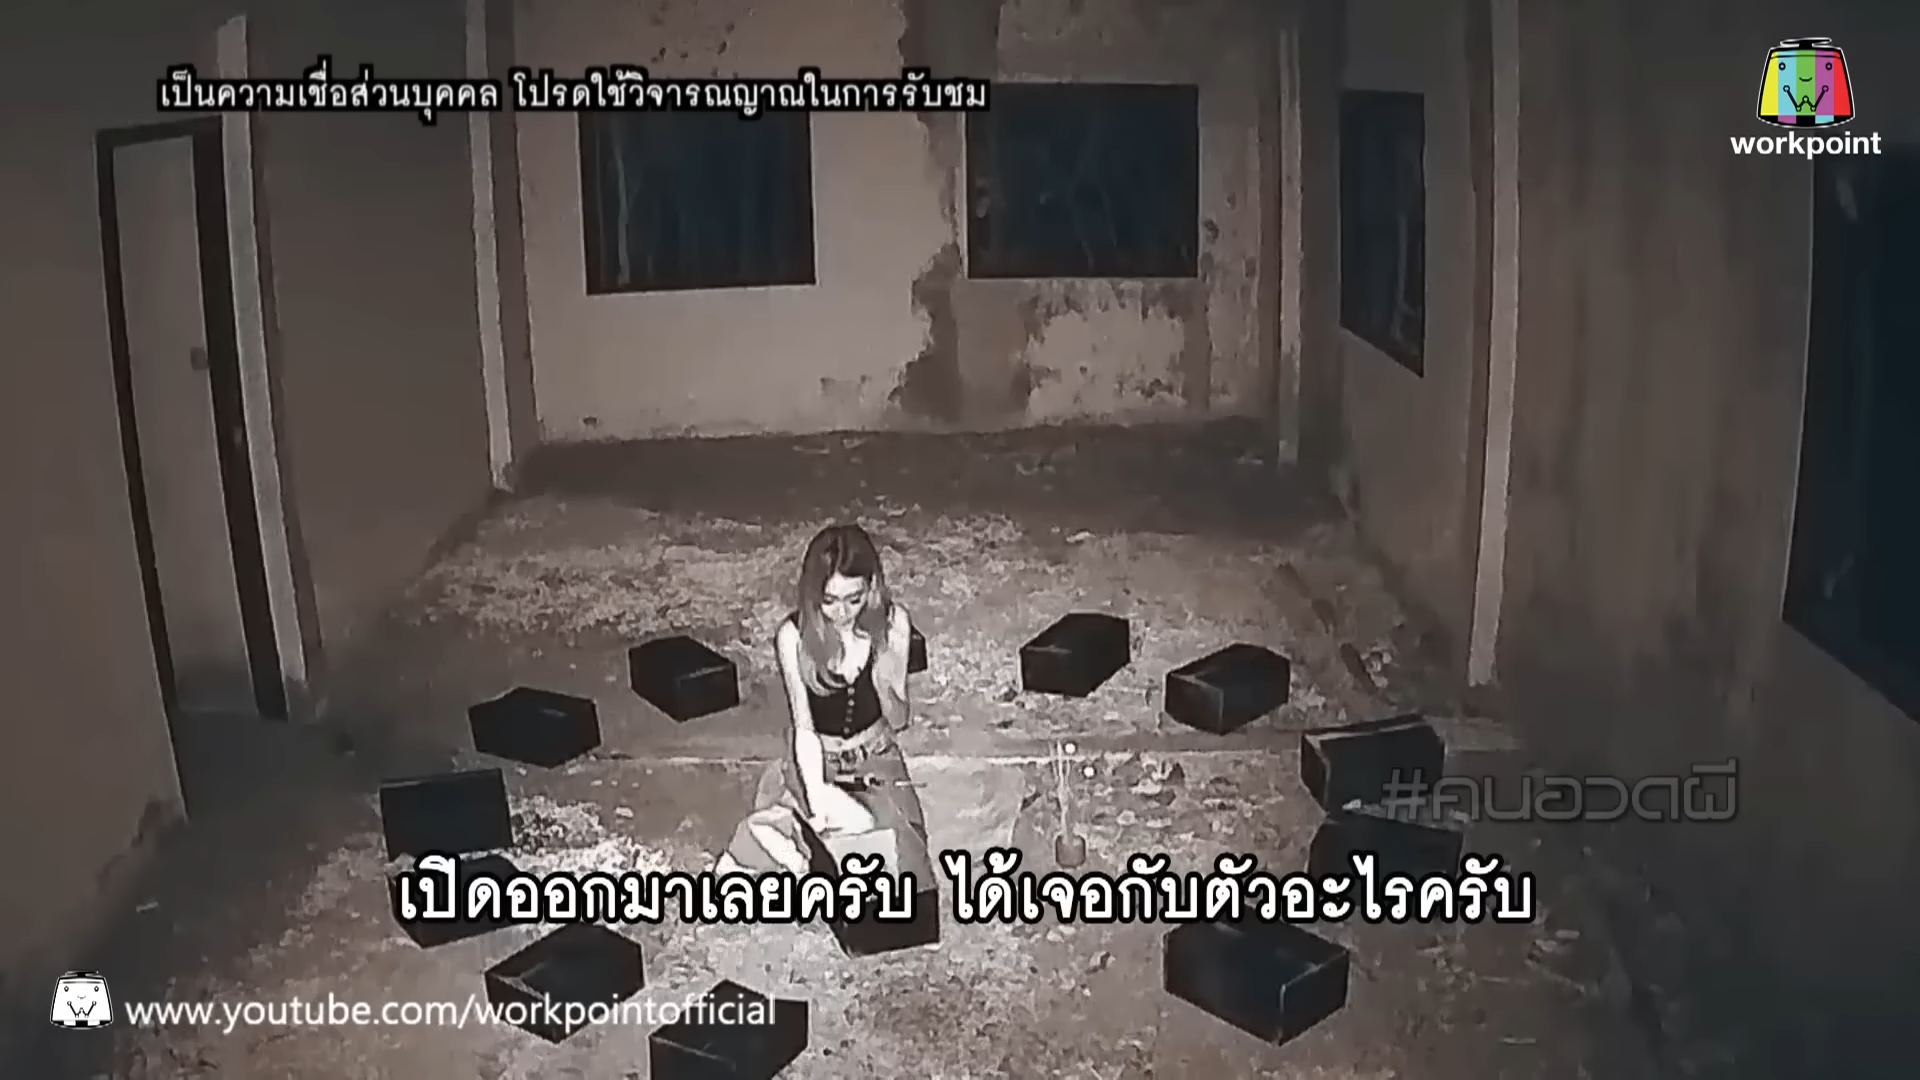 เป็นความเชื่อส่วนบุคคล โปรดใช้วิจารณญาณในการรับชม
workpoint
#คนอวดผี
เปิดออกมาเลยครับ ได้เจอกับตัวอะไรครับ
www.youtube.com/workpointofficial